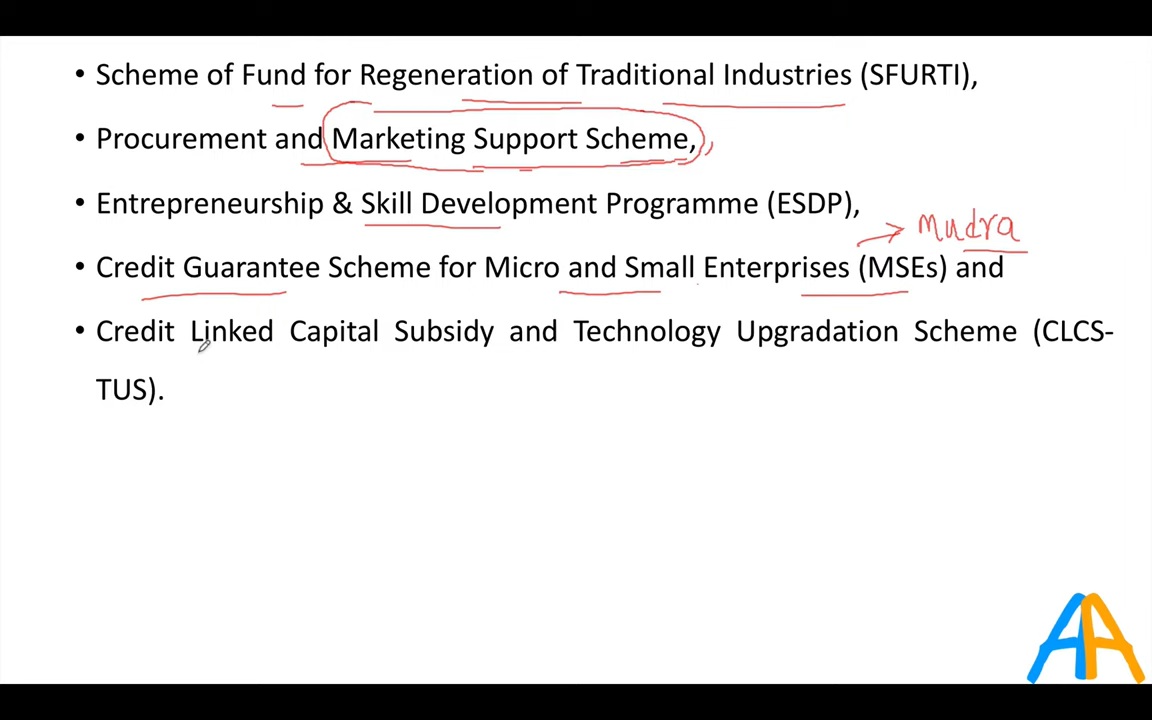 • Scheme of Fund for Regeneration of Traditional Industries (SFURTI),
• Procurement and Marketing Support Scheme,
• Entrepreneurship & Skill Development Programme (ESDP),
mudra
• Credit Guarantee Scheme for Micro and Small Enterprises (MSEs) and
• Credit Linked Capital Subsidy and Technology Upgradation Scheme (CLCS-
TUS).
AA